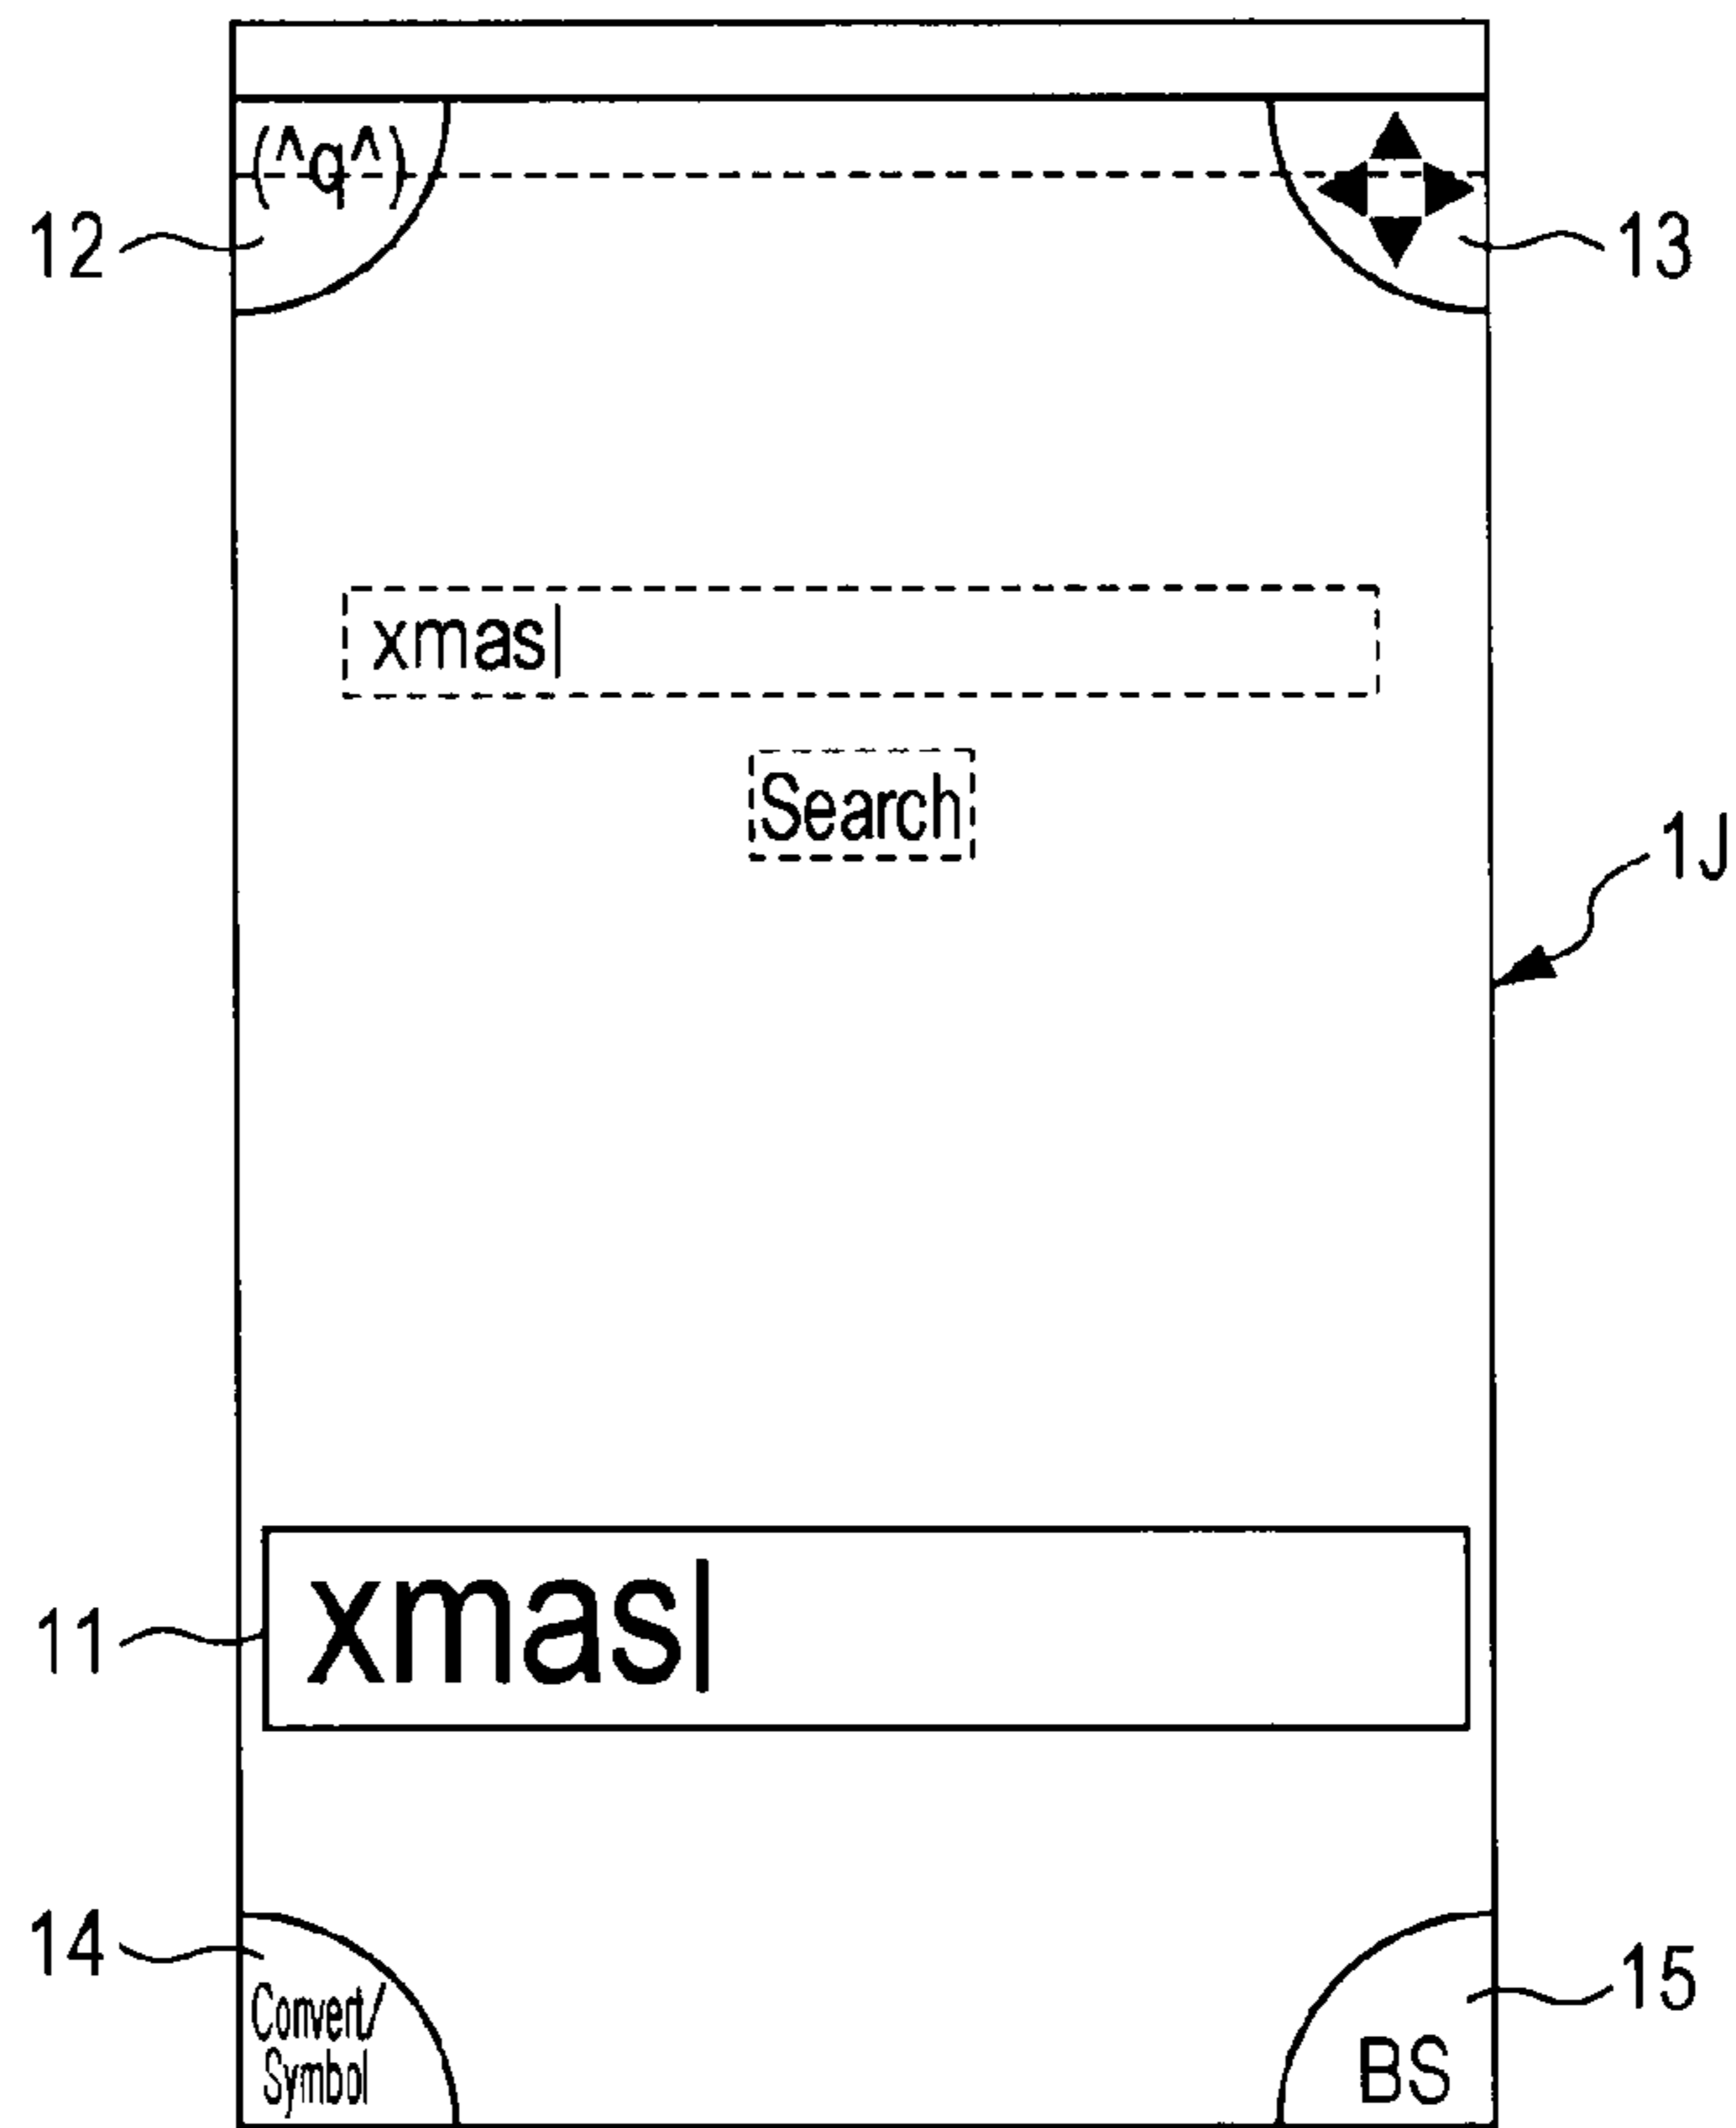 (^q^)
12
13
xmas|
Search
1J
xmas|
11
14
Convert/
Symbol
15
BS